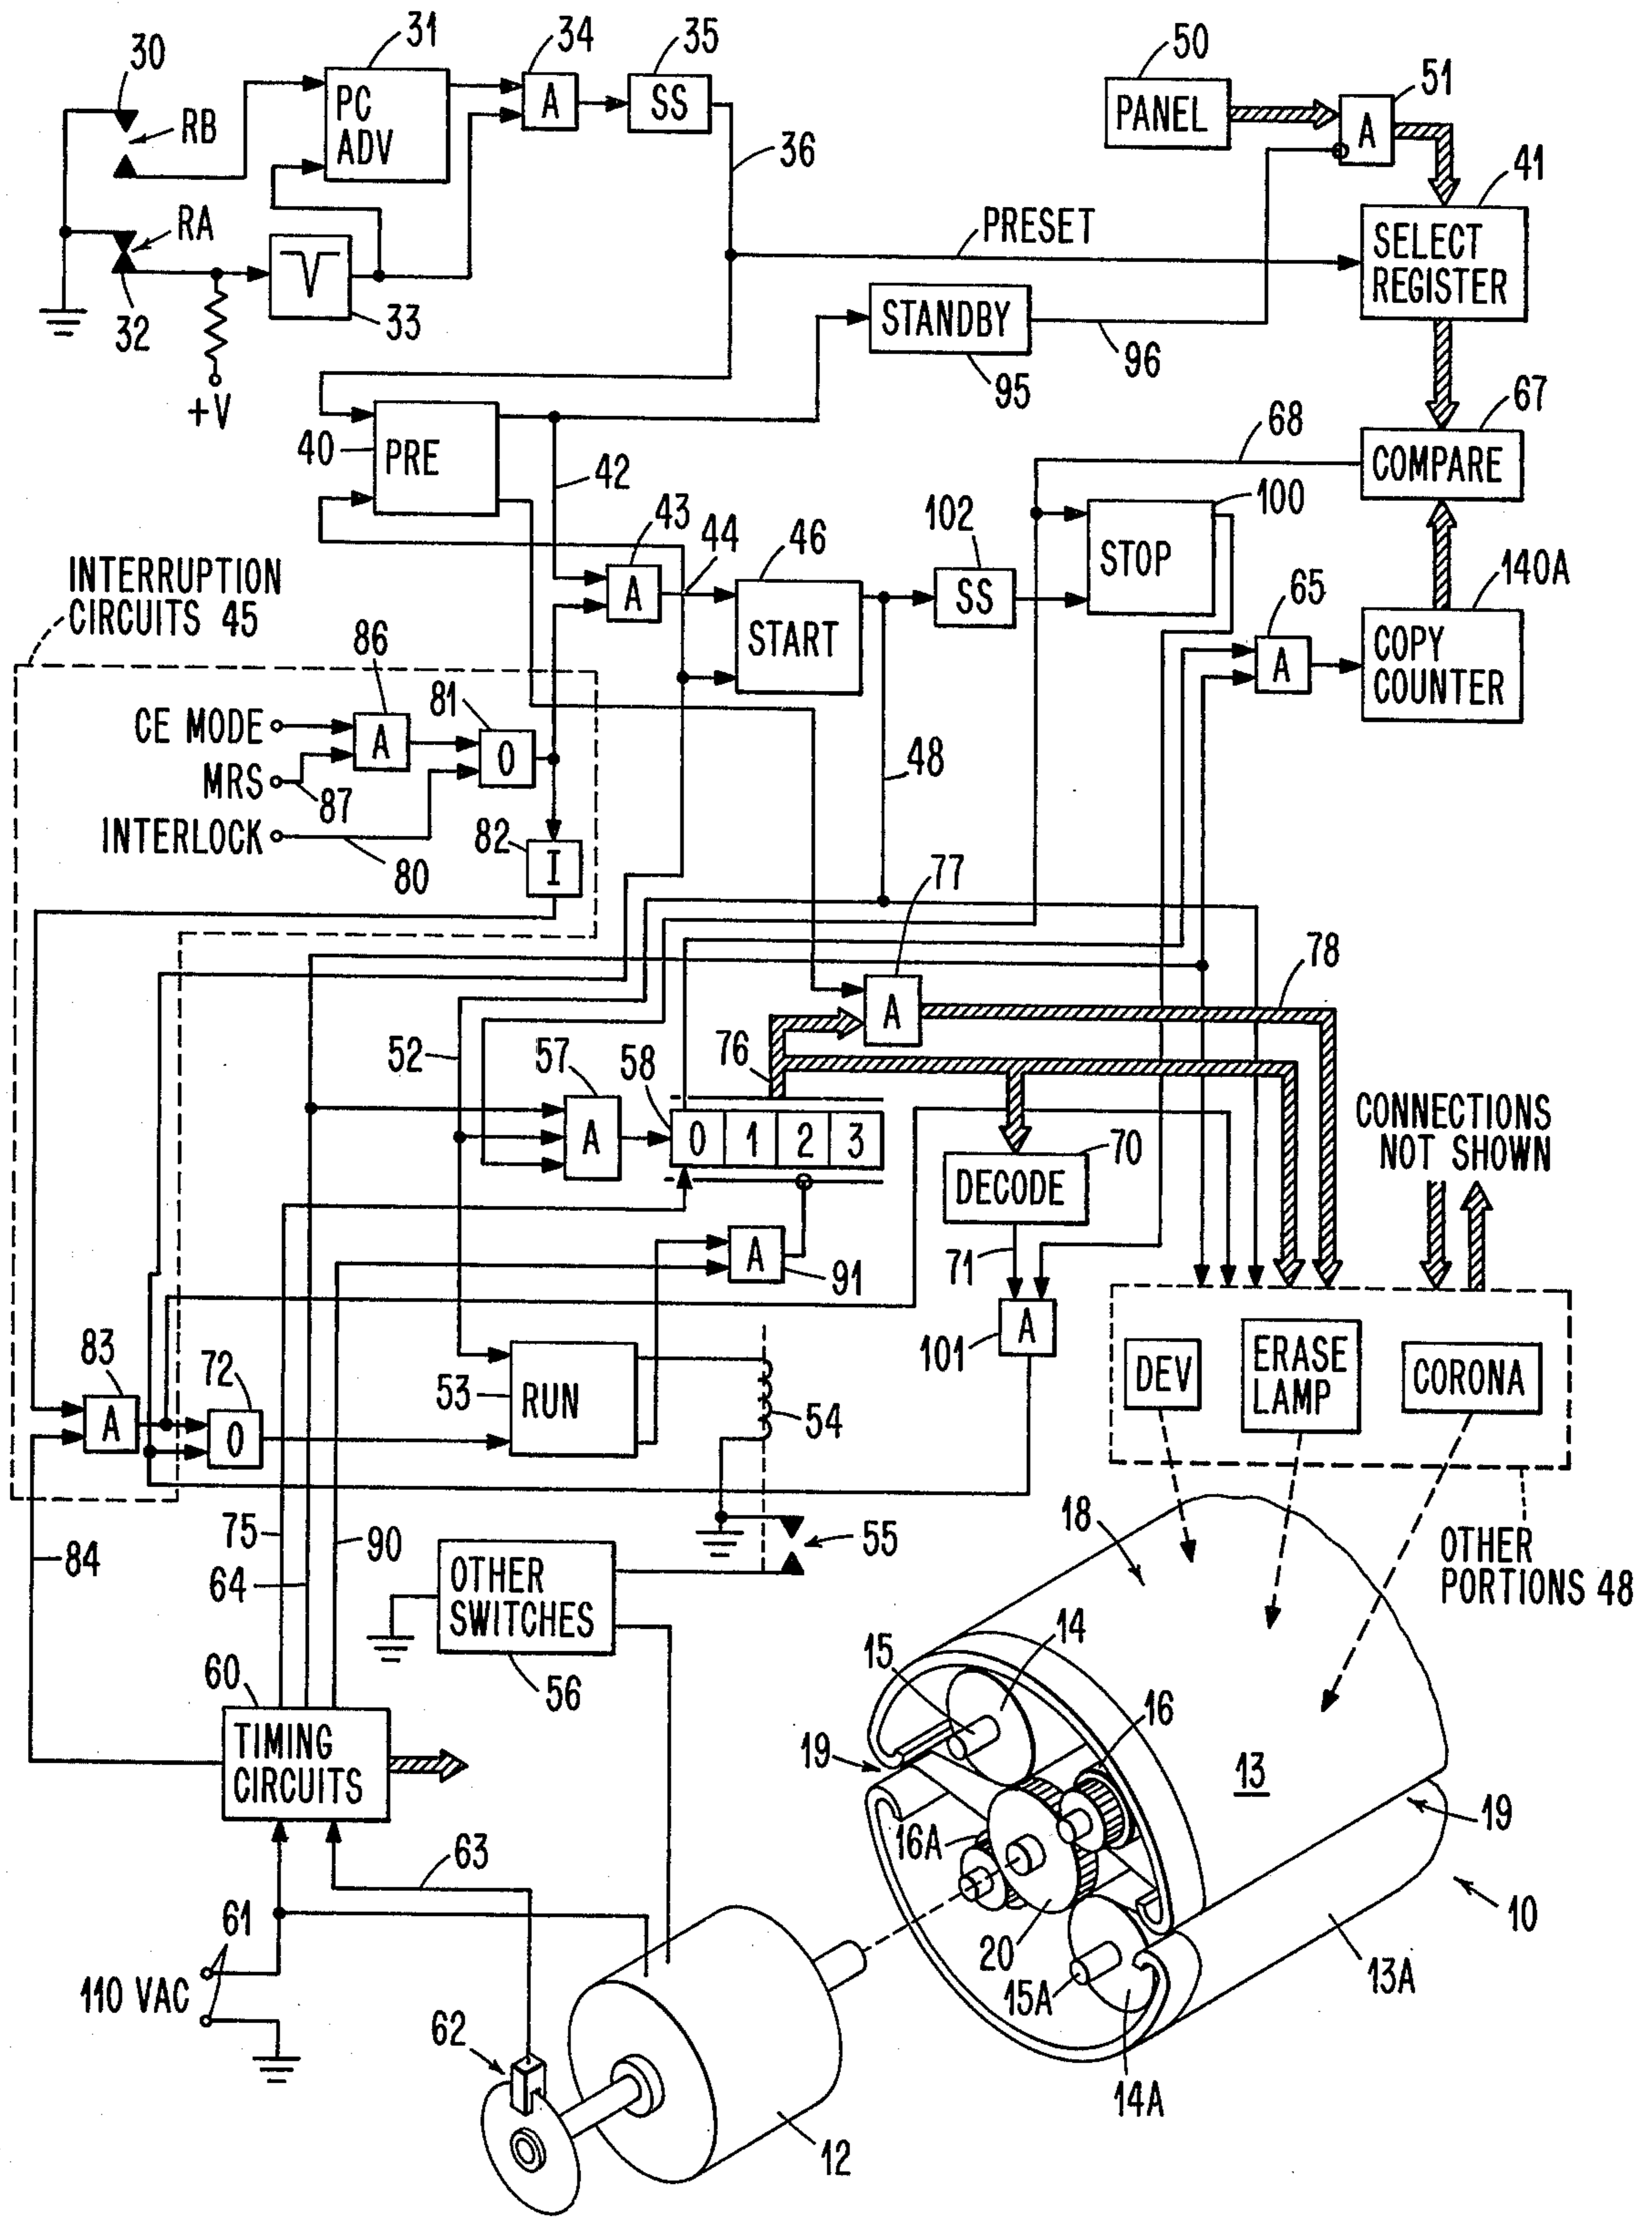 30
RB
31
PC
ADV
34
A
35
SS
36
50
PANEL
51
A
41
SELECT
REGISTER
RA
32
33
+V
PRESET
STANDBY
95
96
40
PRE
42
43
A
44
46
START
102
SS
68
100
STOP
67
COMPARE
65
A
140A
COPY
COUNTER
INTERRUPTION
CIRCUITS 45
86
CE MODE
A
81
O
MRS
87
INTERLOCK
80
82
I
48
77
A
78
52
57
A
58
0
1
2
3
76
DECODE
70
71
CONNECTIONS
NOT SHOWN
A
91
101
A
83
A
72
O
53
RUN
54
DEV
ERASE
LAMP
CORONA
84
75
64
90
OTHER
SWITCHES
55
56
18
OTHER
PORTIONS 48
60
TIMING
CIRCUITS
15
14
16
19
13
19
16A
10
63
61
110 VAC
20
15A
13A
62
14A
12